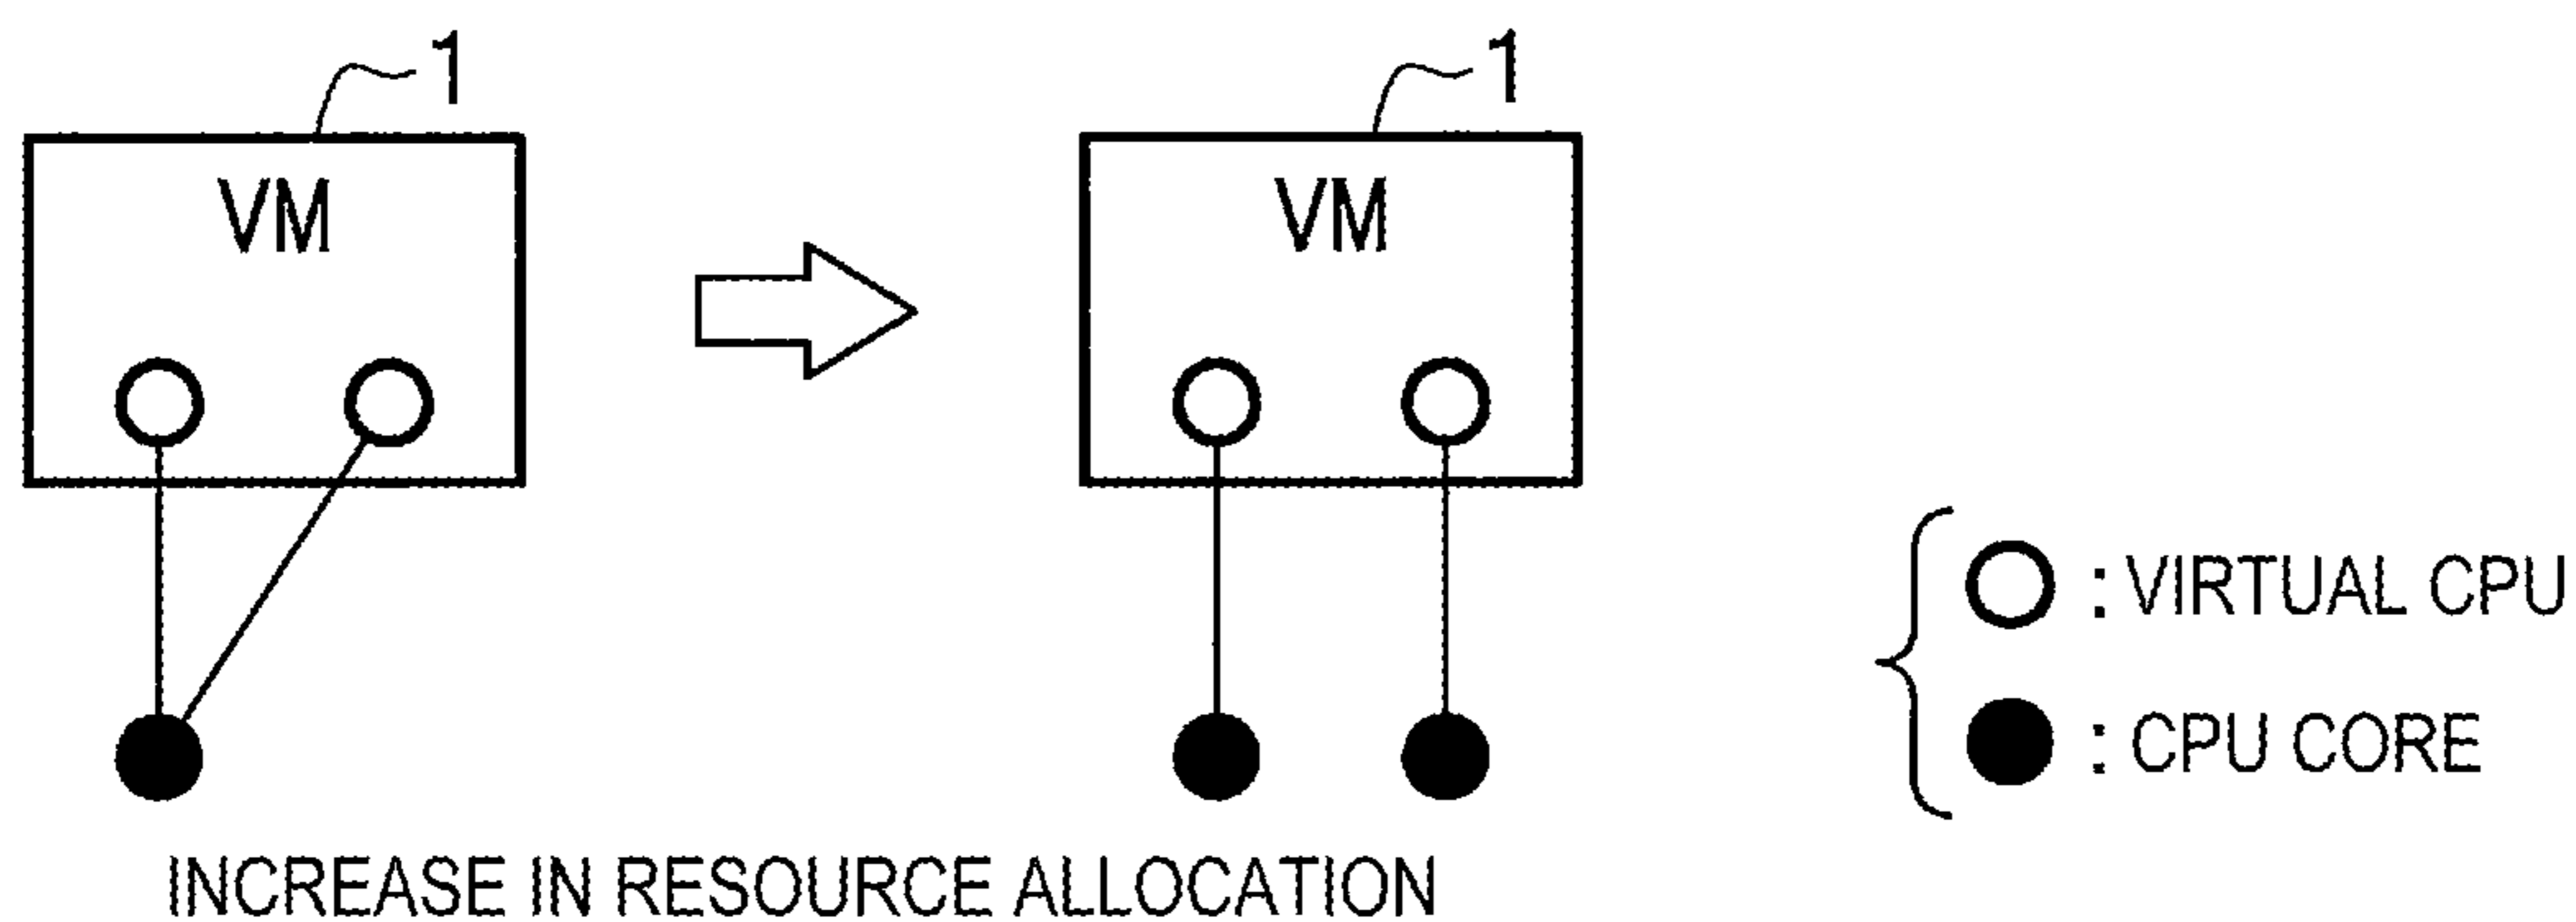 1
1
VM
VM
: VIRTUAL CPU
: CPU CORE
INCREASE IN RESOURCE ALLOCATION